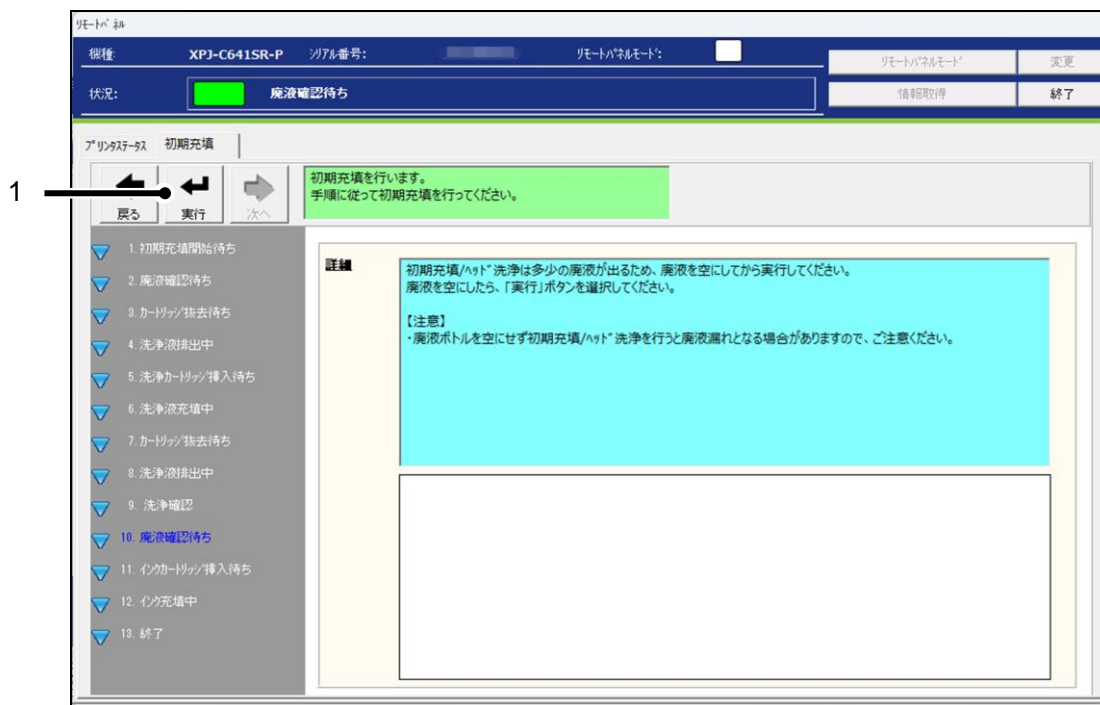 リモートパネル
機種: XPJ-C641SR-P シリアル番号: リモートパネルモード:
リモートパネルモード 変更
状況: 廃液確認待ち
情報取得 終了
プリンタステータス 初期充填
1
戻る 実行 次へ
初期充填を行います。
手順に従って初期充填を行ってください。
1. 初期充填開始待ち
2. 廃液確認待ち
3. カートリッジ抜去待ち
4. 洗浄液排出中
5. 洗浄カートリッジ挿入待ち
6. 洗浄液充填中
7. カートリッジ抜去待ち
8. 洗浄液排出中
9. 洗浄確認
10. 廃液確認待ち
11. インクカートリッジ挿入待ち
12. インク充填中
13. 終了
詳細
初期充填/ヘッド洗浄は多少の廃液が出るため、廃液を空にしてから実行してください。
廃液を空にしたら、「実行」ボタンを選択してください。
【注意】
・廃液ボトルを空にせず初期充填/ヘッド洗浄を行うと廃液漏れとなる場合がありますので、ご注意ください。